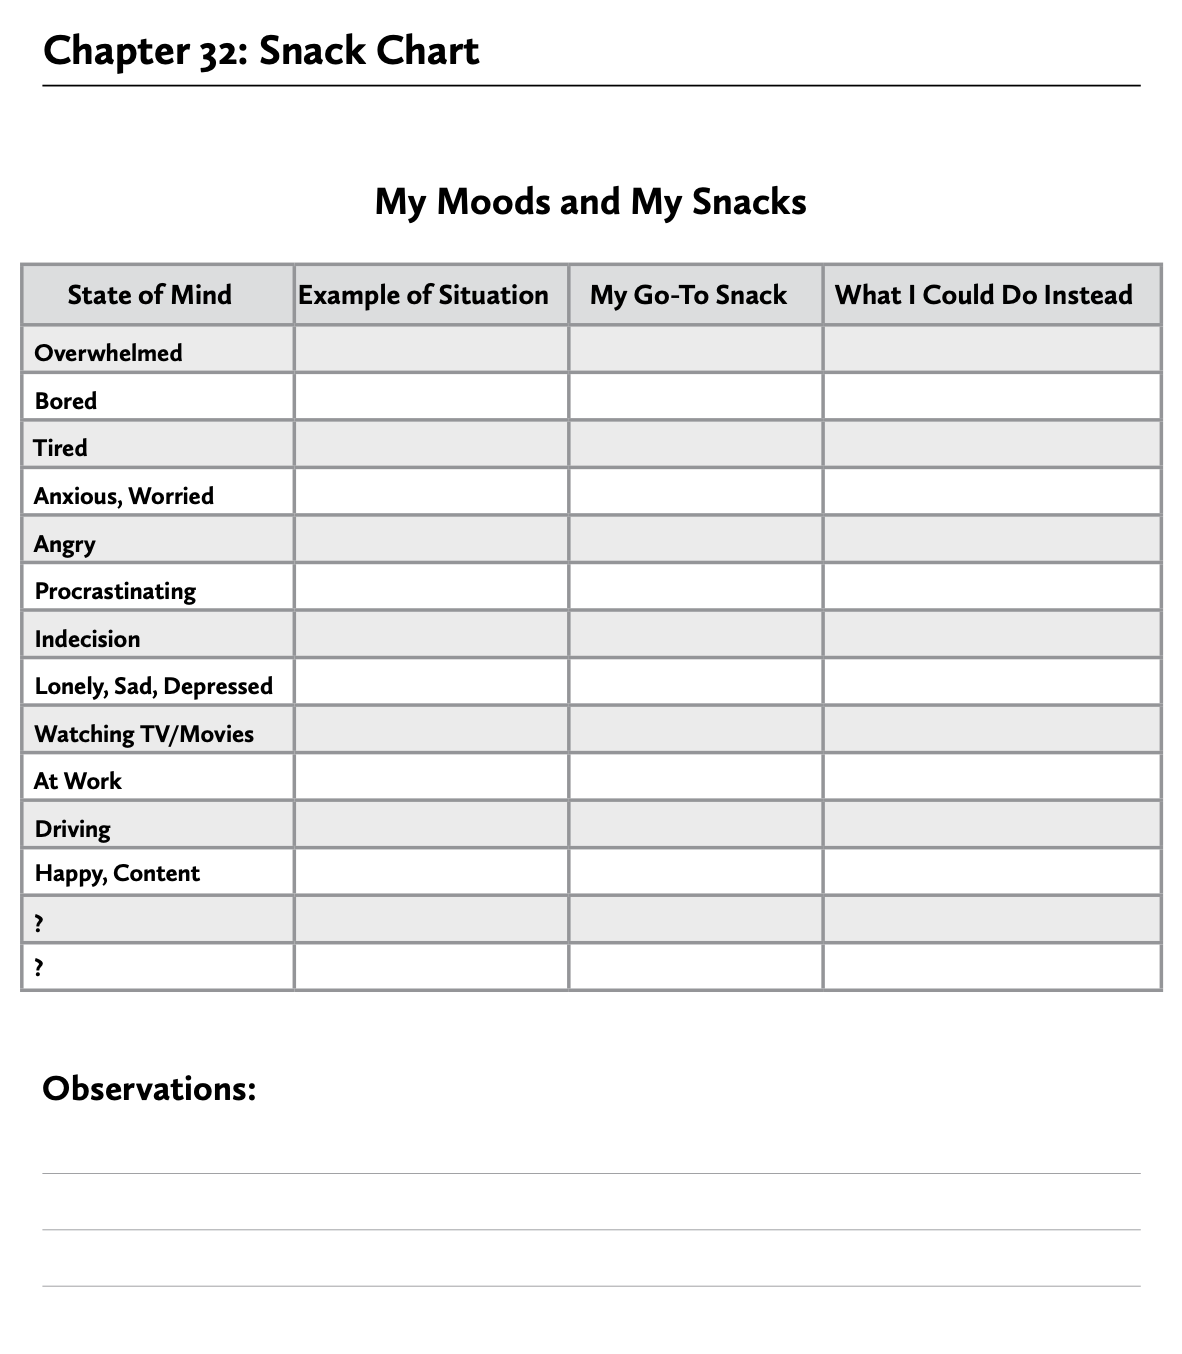 Chapter 32: Snack Chart
My Moods and My Snacks
State of Mind Example of Situation My Go-To Snack What I Could Do Instead
Overwhelmed
Bored
Tired
Anxious, Worried
Angry
Procrastinating
Indecision
Lonely, Sad, Depressed
Watching TV/Movies
At Work
Driving
Happy, Content
?
?
Observations: